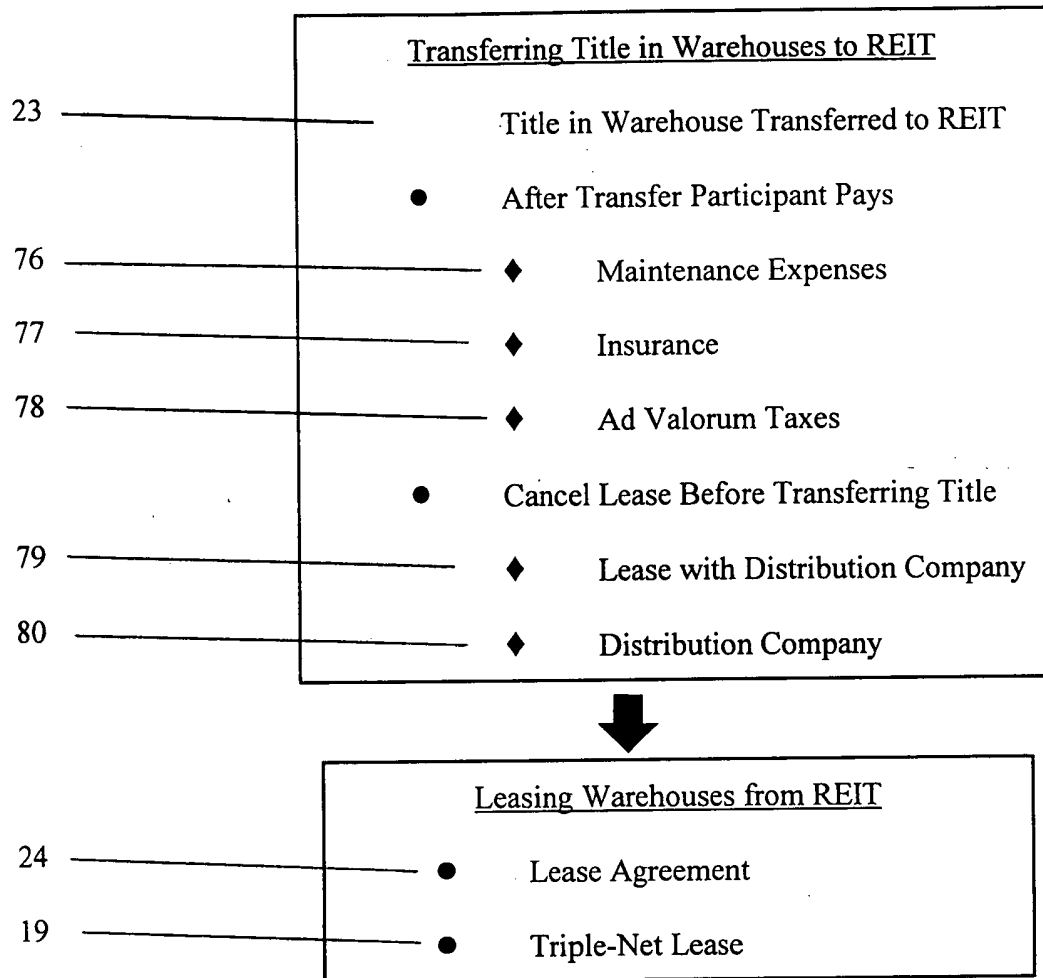 Transferring Title in Warehouses to REIT
23 Title in Warehouse Transferred to REIT
● After Transfer Participant Pays
76 ♦ Maintenance Expenses
77 ♦ Insurance
78 ♦ Ad Valorum Taxes
● Cancel Lease Before Transferring Title
79 ♦ Lease with Distribution Company
80 ♦ Distribution Company
Leasing Warehouses from REIT
24 ● Lease Agreement
19 ● Triple-Net Lease